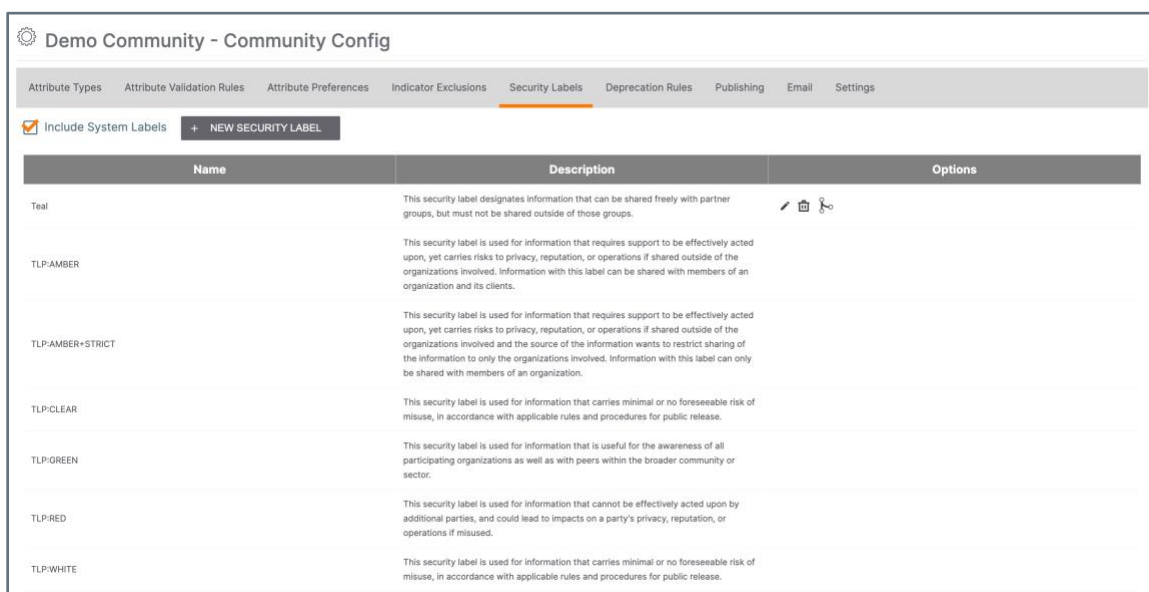 Demo Community - Community Config
Attribute Types Attribute Validation Rules Attribute Preferences Indicator Exclusions Security Labels Deprecation Rules Publishing Email Settings
Include System Labels + NEW SECURITY LABEL
Name Description Options
Teal
This security label designates information that can be shared freely with partner
groups, but must not be shared outside of those groups.
TLP:AMBER
This security label is used for information that requires support to be effectively acted
upon, yet carries risks to privacy, reputation, or operations if shared outside of the
organizations involved. Information with this label can be shared with members of an
organization and its clients.
TLP:AMBER+STRICT
This security label is used for information that requires support to be effectively acted
upon, yet carries risks to privacy, reputation, or operations if shared outside of the
organizations involved and the source of the information wants to restrict sharing of
the information to only the organizations involved. Information with this label can only
be shared with members of an organization.
TLP:CLEAR
This security label is used for information that carries minimal or no foreseeable risk of
misuse, in accordance with applicable rules and procedures for public release.
TLP:GREEN
This security label is used for information that is useful for the awareness of all
participating organizations as well as with peers within the broader community or
sector.
TLP:RED
This security label is used for information that cannot be effectively acted upon by
additional parties, and could lead to impacts on a party's privacy, reputation, or
operations if misused.
TLP:WHITE
This security label is used for information that carries minimal or no foreseeable risk of
misuse, in accordance with applicable rules and procedures for public release.